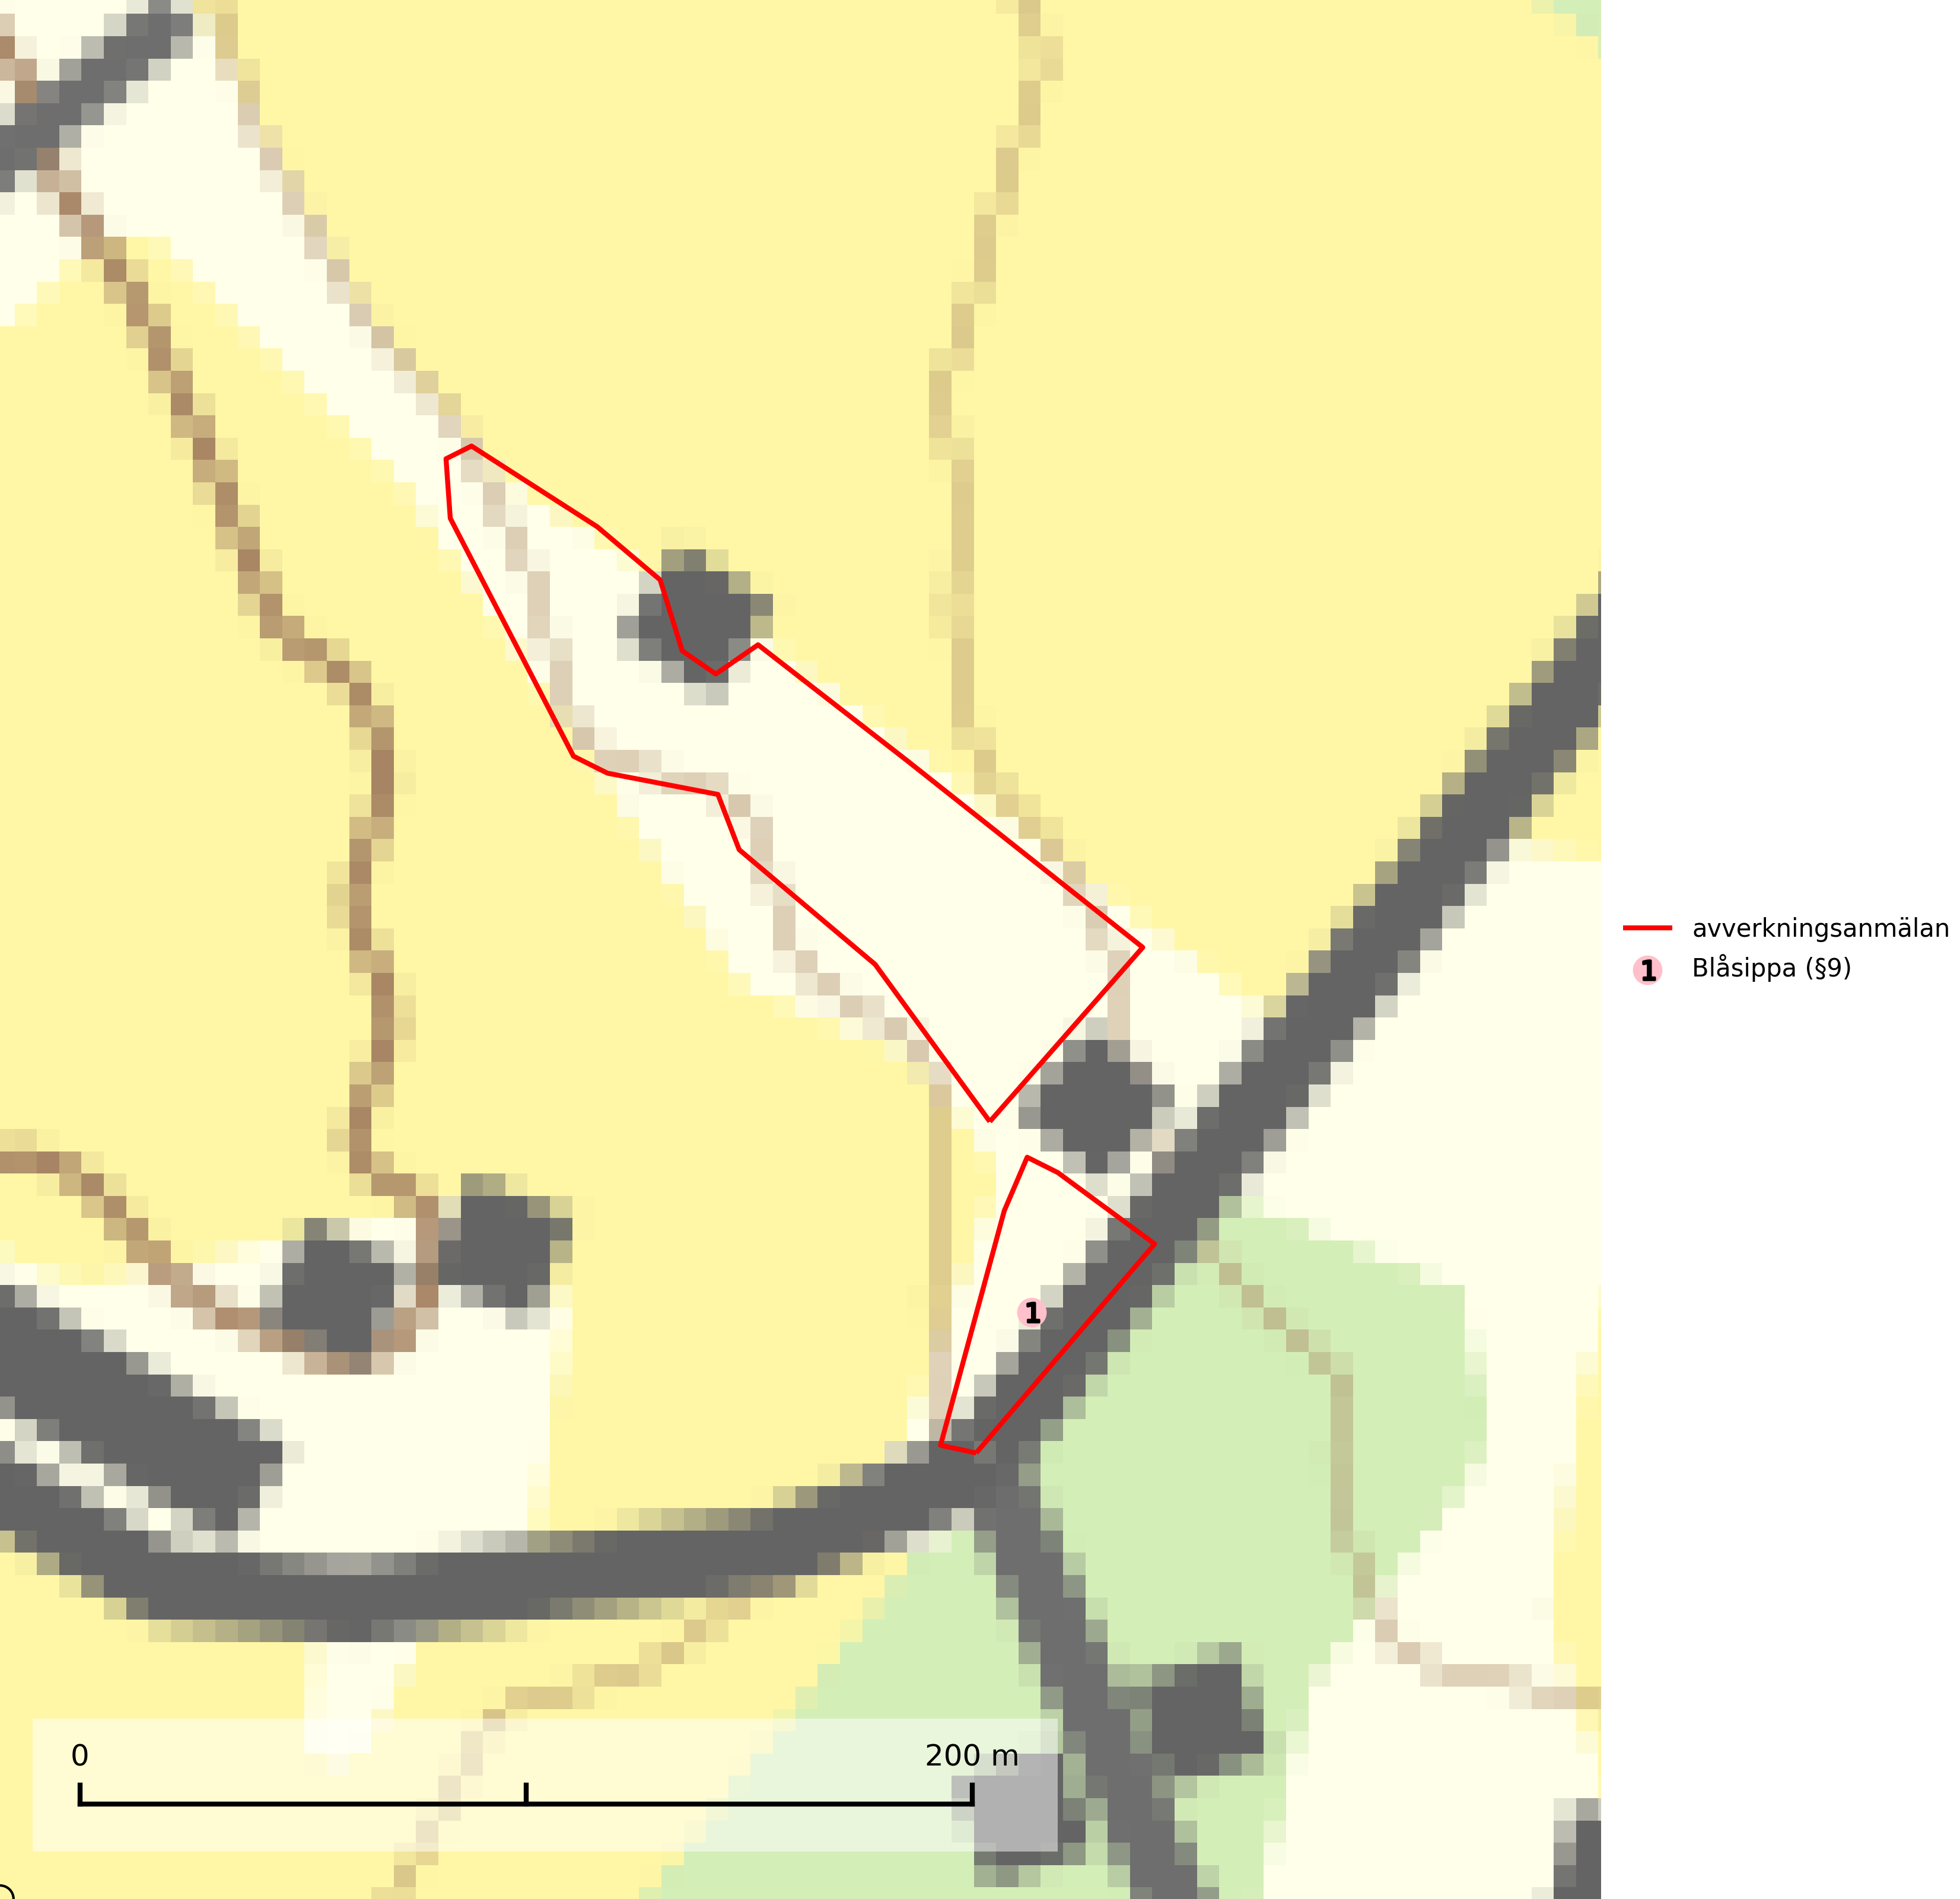 avverkningsanmälan
1 Blåsippa (§9)
1
0 200 m